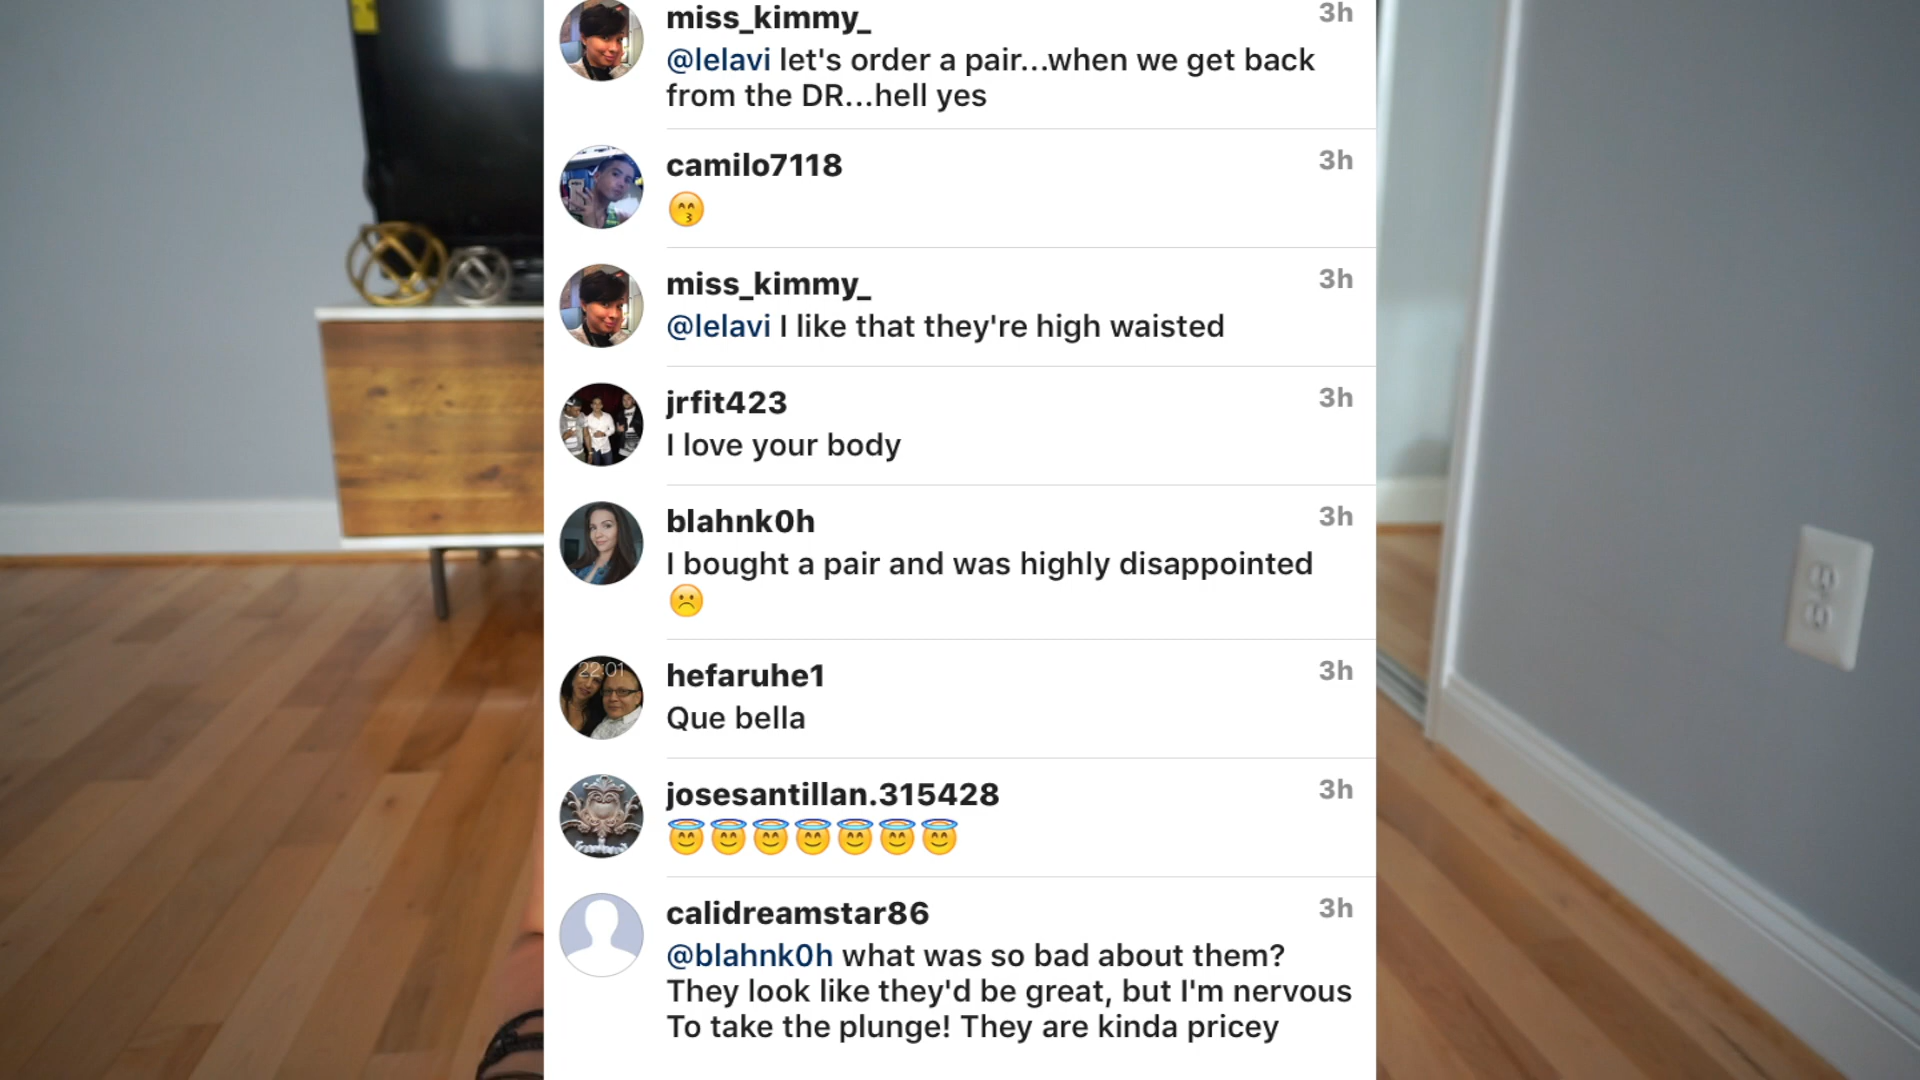 miss_kimmy_
3h
@lelavi let's order a pair...when we get back
from the DR...hell yes
camilo7118
3h
miss_kimmy_
3h
@lelavi I like that they're high waisted
jrfit423
3h
I love your body
blahnk0h
3h
I bought a pair and was highly disappointed
hefaruhe1
3h
Que bella
22:01
josesantillan.315428
3h
calidreamstar86
3h
@blahnk0h what was so bad about them?
They look like they'd be great, but I'm nervous
To take the plunge! They are kinda pricey